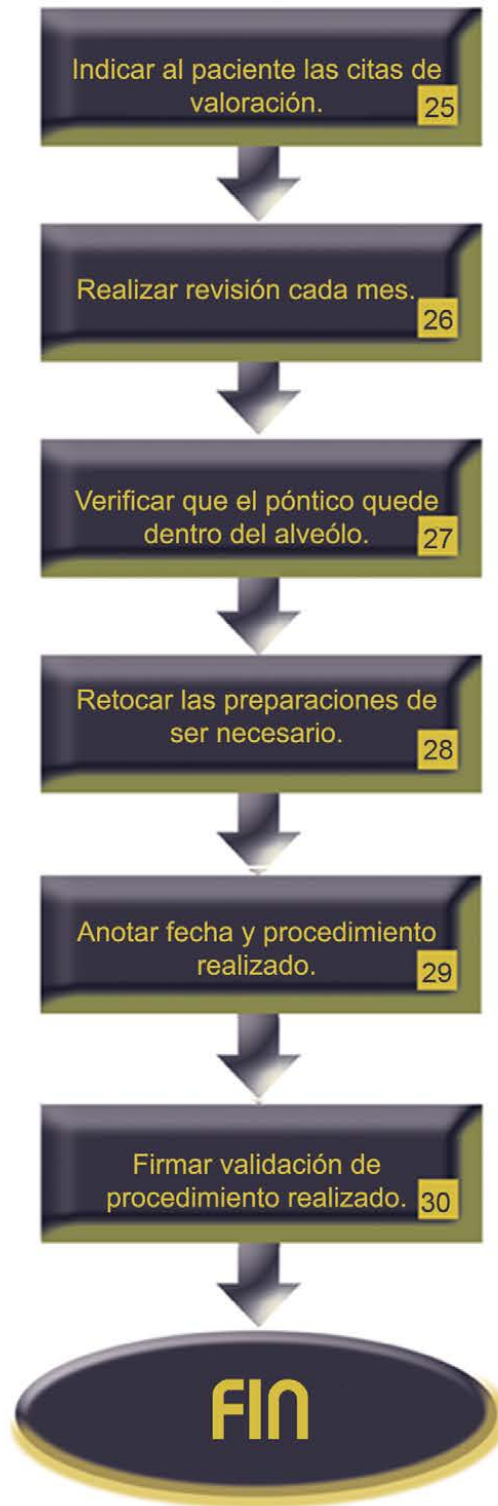 Indicar al paciente las citas de
valoración.
25
Realizar revisión cada mes.
26
Verificar que el póntico quede
dentro del alveólo.
27
Retocar las preparaciones de
ser necesario.
28
Anotar fecha y procedimiento
realizado.
29
Firmar validación de
procedimiento realizado.
30
FIN